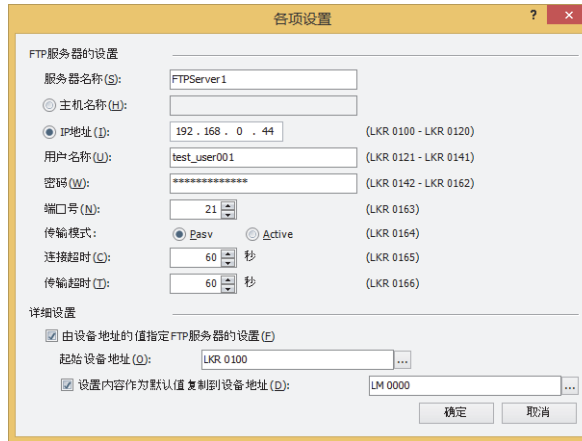 各项设置
? ×
FTP服务器的设置
服务器名称(S): FTPServer1
主机名称(H):
IP地址(I): 192 . 168 . 0 . 44 (LKR 0100 - LKR 0120)
用户名称(U): test_user001 (LKR 0121 - LKR 0141)
密码(W): ************* (LKR 0142 - LKR 0162)
端口号(N): 21 (LKR 0163)
传输模式: Pasv Active (LKR 0164)
连接超时(C): 60 秒 (LKR 0165)
传输超时(T): 60 秒 (LKR 0166)
详细设置
由设备地址的值指定FTP服务器的设置(F)
起始设备地址(O): LKR 0100 ...
设置内容作为默认值复制到设备地址(D): LM 0000 ...
确定 取消